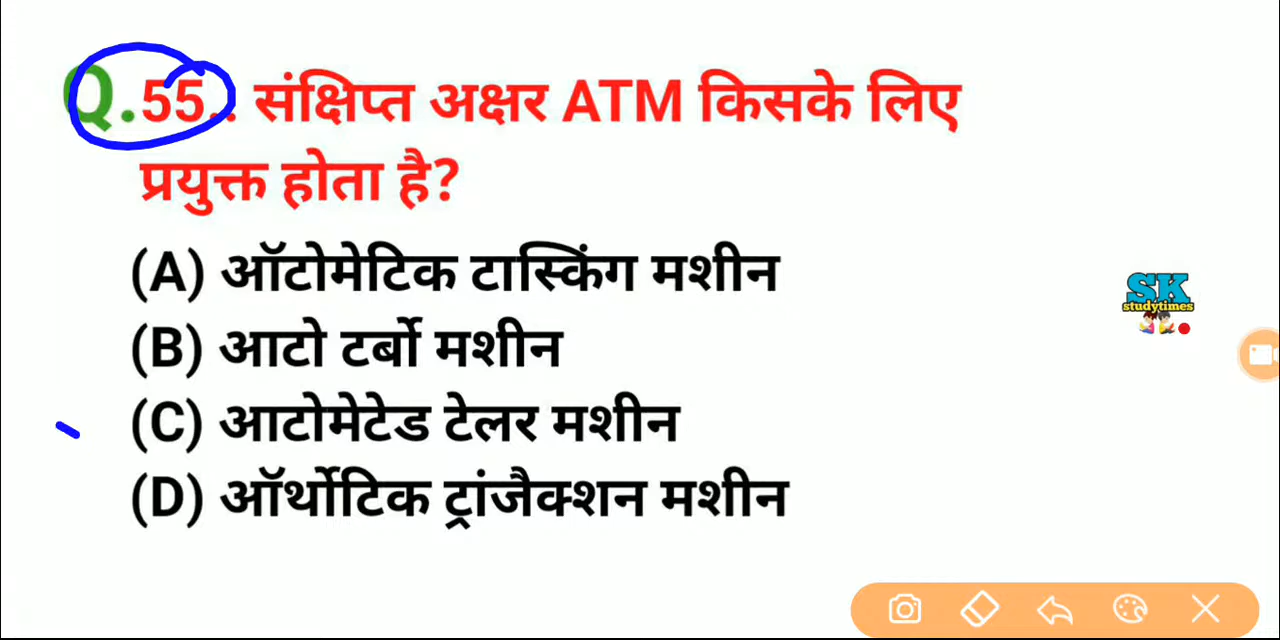 Q.55.. संक्षिप्त अक्षर ATM किसके लिए
प्रयुक्त होता है?
(A) ऑटोमेटिक टास्किंग मशीन
(B) आटो टर्बो मशीन
(C) आटोमेटेड टेलर मशीन
(D) ऑर्थोटिक ट्रांजैक्शन मशीन
SK
studytimes